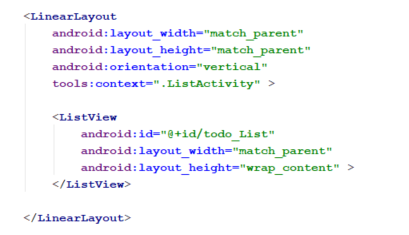 <LinearLayout
android:layout_width="match_parent"
android:layout_height="match_parent"
android:orientation="vertical"
tools:context=".ListActivity" >
<ListView
android:id="@+id/todo_List"
android:layout_width="match_parent"
android:layout_height="wrap_content" >
</ListView>
</LinearLayout>